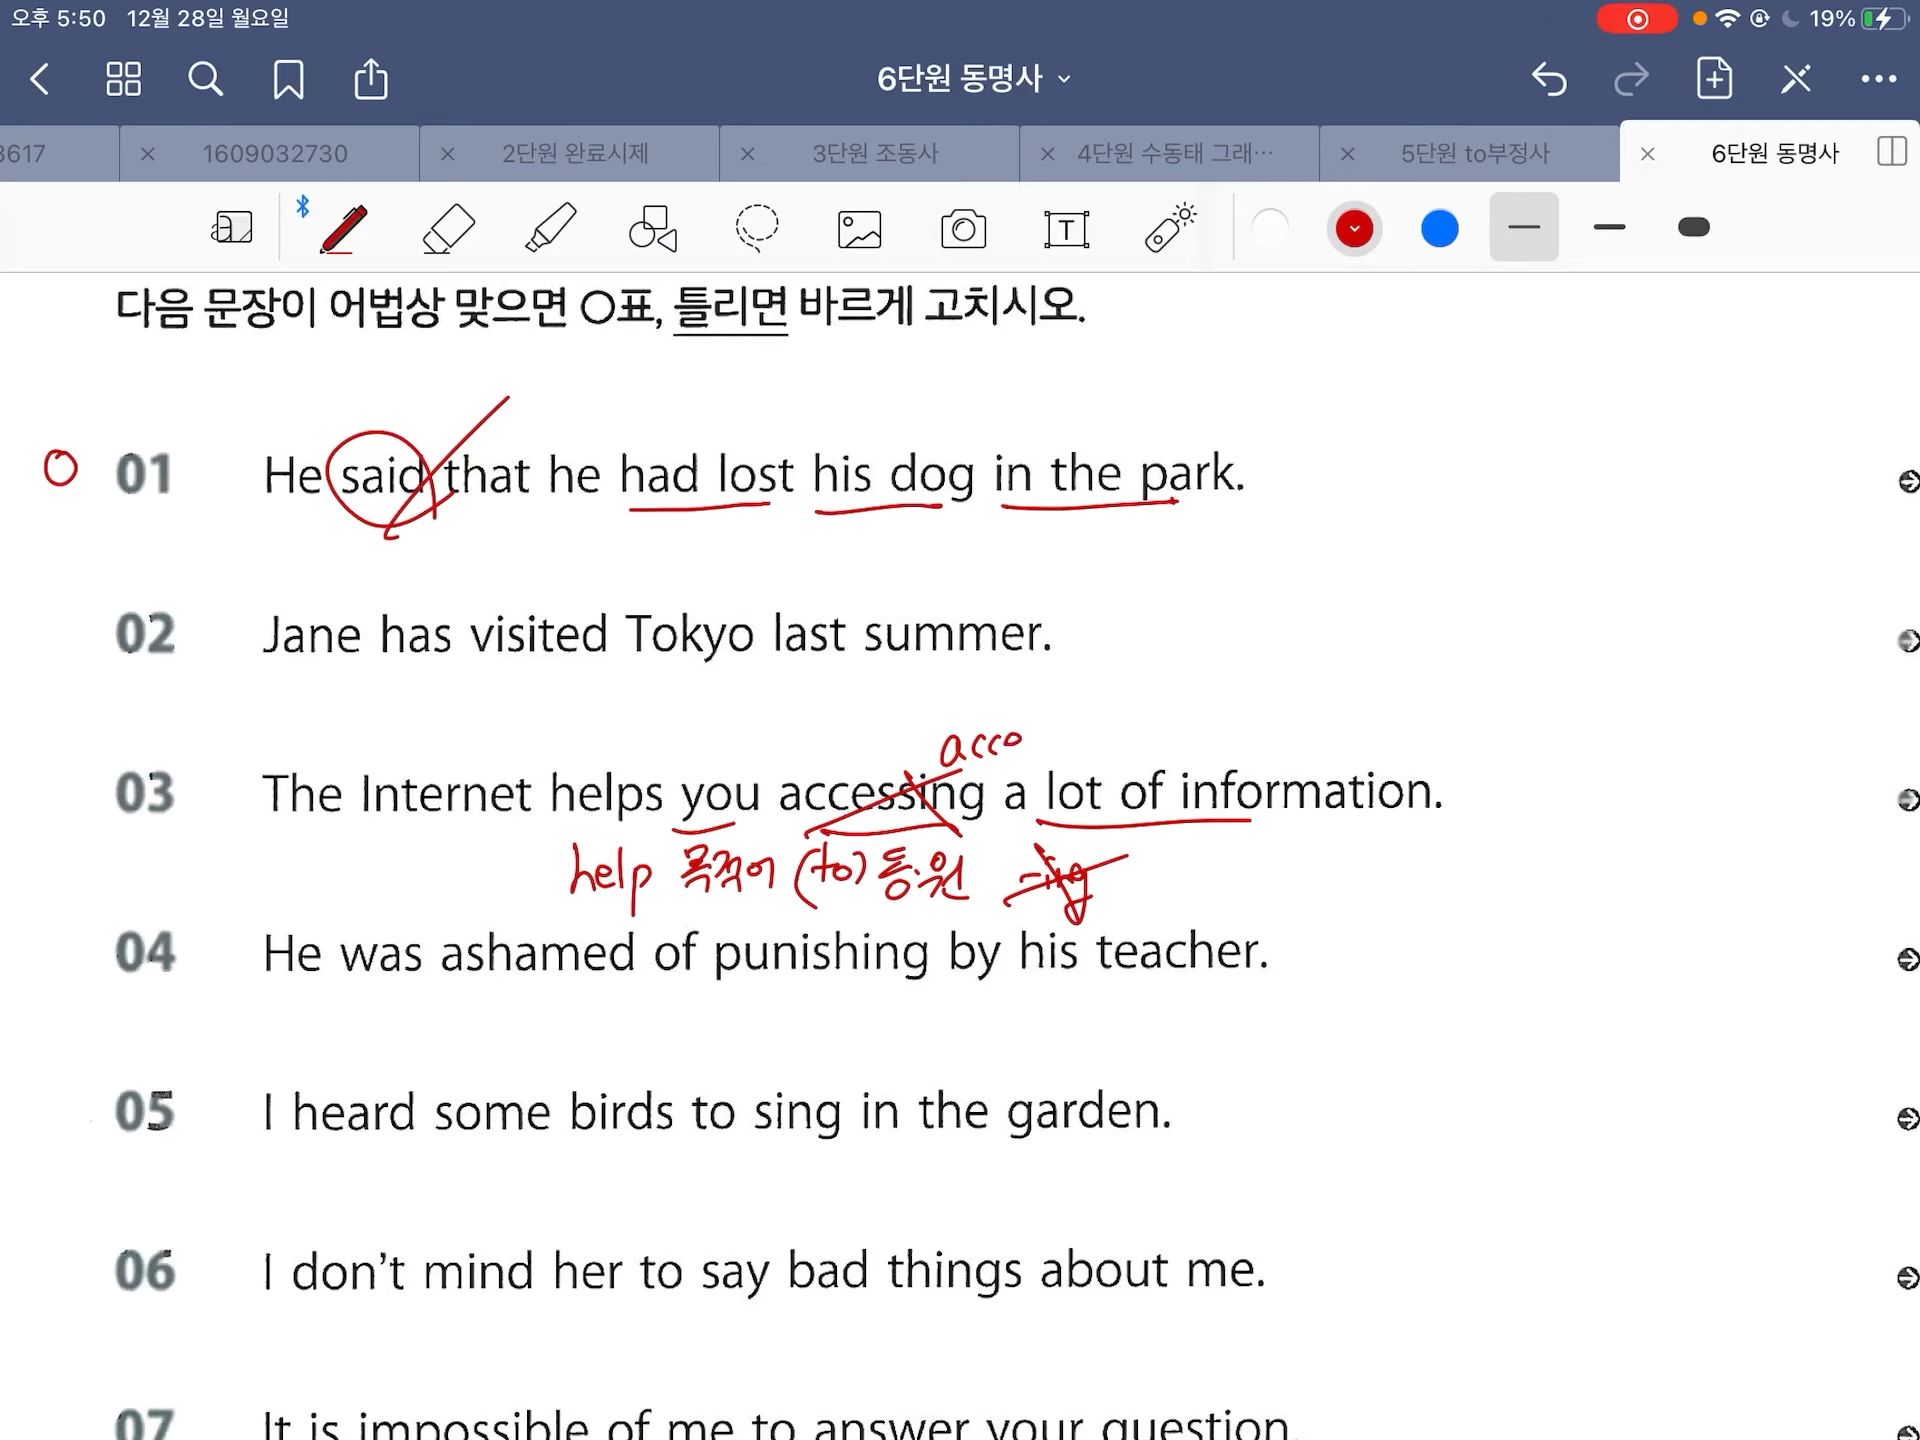 오후 5:50 12월 28일 월요일
19%
6단원 동명사
3617
1609032730
2단원 완료시제
3단원 조동사
4단원 수동태 그래…
5단원 to부정사
6단원 동명사
다음 문장이 어법상 맞으면 ○표, 틀리면 바르게 고치시오.
O 01 He said that he had lost his dog in the park.
02 Jane has visited Tokyo last summer.
acce
03 The Internet helps you accessing a lot of information.
help 목적어 (to) 동·원 -ing
04 He was ashamed of punishing by his teacher.
05 I heard some birds to sing in the garden.
06 I don't mind her to say bad things about me.
07 It is impossible of me to answer your question.